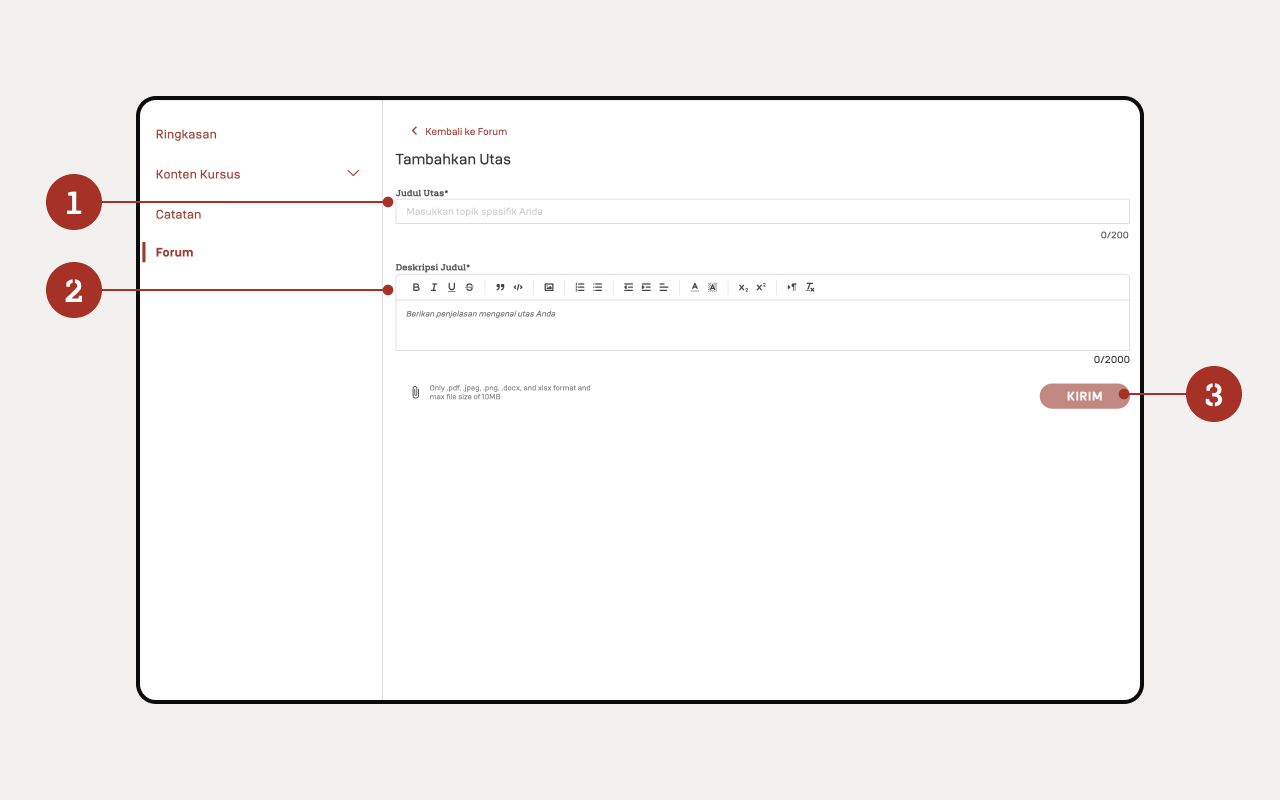 Ringkasan
Konten Kursus
Catatan
Forum
Kembali ke Forum
Tambahkan Utas
1
Judul Utas*
Masukkan topik spesifik Anda
0/200
2
Deskripsi Judul*
Berikan penjelasan mengenai utas Anda
0/2000
Only .pdf, .jpeg, .png, .docx, and xlsx format and
max file size of 10MB
KIRIM
3